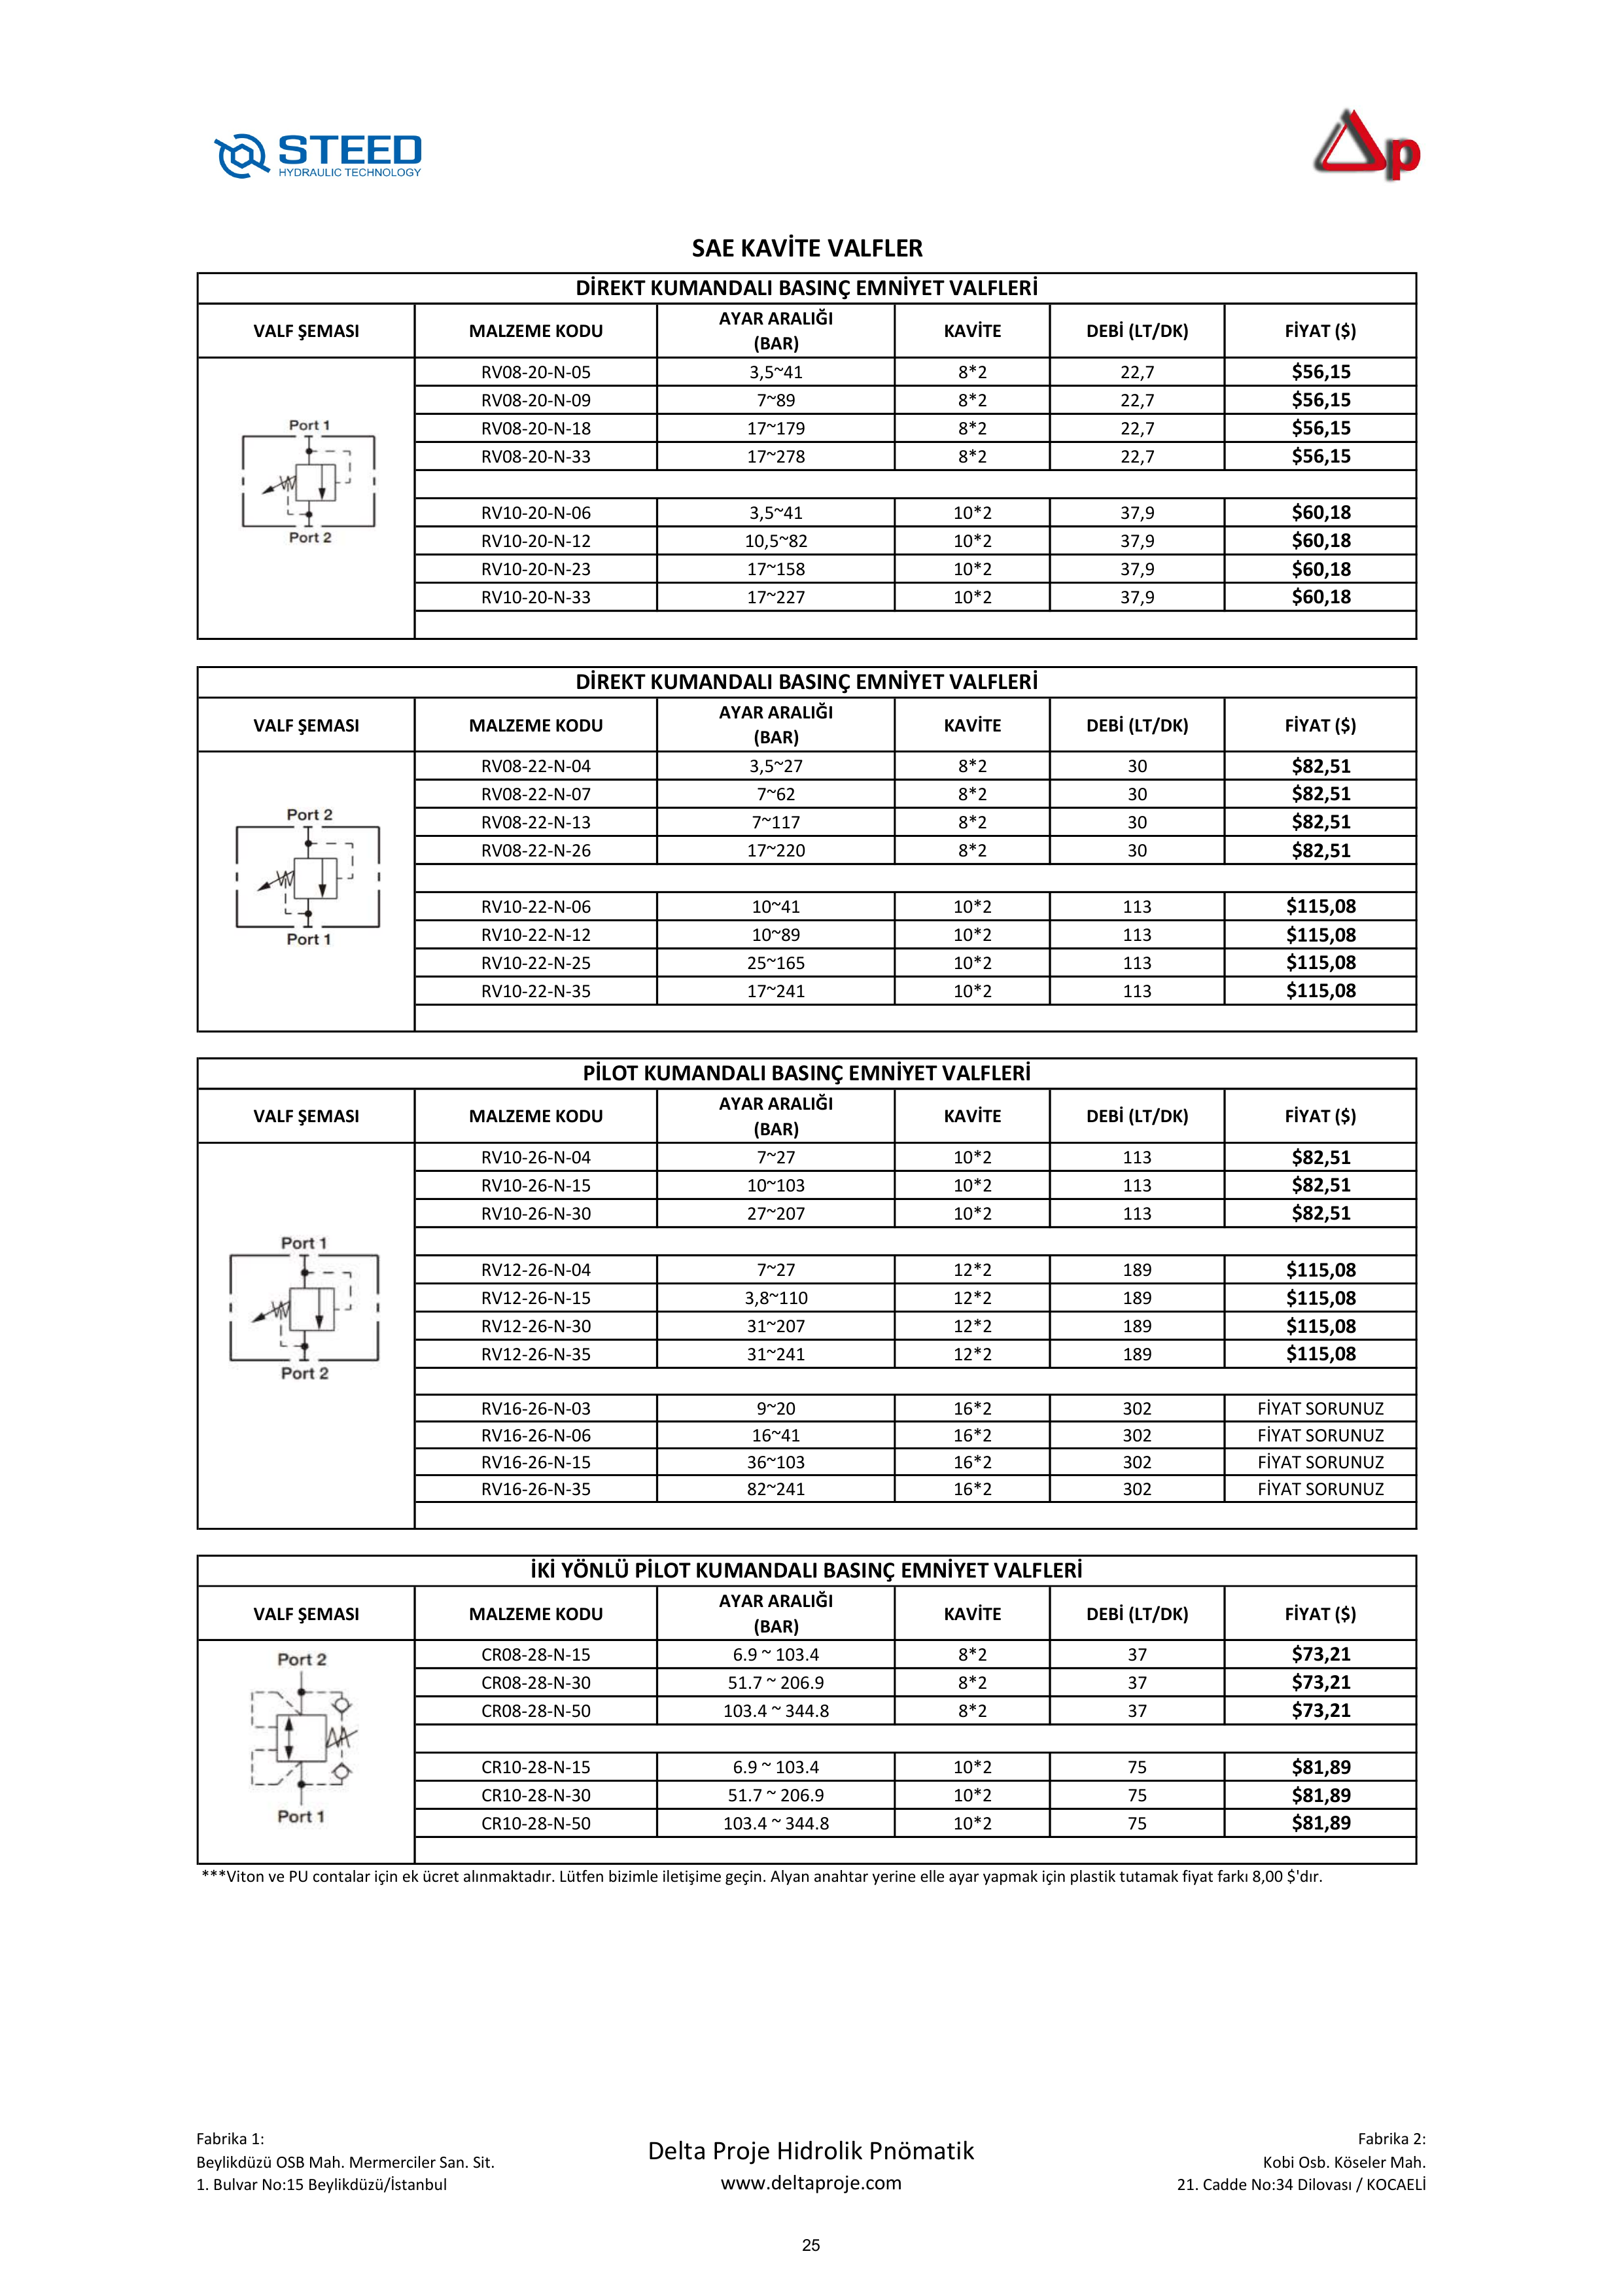 STEED
HYDRAULIC TECHNOLOGY
p
SAE KAVİTE VALFLER
DİREKT KUMANDALI BASINÇ EMNİYET VALFLERİ
VALF ŞEMASI MALZEME KODU AYAR ARALIĞI (BAR) KAVİTE DEBİ (LT/DK) FİYAT ($)
Port 1
Port 2
RV08-20-N-05 3,5~41 8*2 22,7 $56,15
RV08-20-N-09 7~89 8*2 22,7 $56,15
RV08-20-N-18 17~179 8*2 22,7 $56,15
RV08-20-N-33 17~278 8*2 22,7 $56,15
RV10-20-N-06 3,5~41 10*2 37,9 $60,18
RV10-20-N-12 10,5~82 10*2 37,9 $60,18
RV10-20-N-23 17~158 10*2 37,9 $60,18
RV10-20-N-33 17~227 10*2 37,9 $60,18
DİREKT KUMANDALI BASINÇ EMNİYET VALFLERİ
VALF ŞEMASI MALZEME KODU AYAR ARALIĞI (BAR) KAVİTE DEBİ (LT/DK) FİYAT ($)
Port 2
Port 1
RV08-22-N-04 3,5~27 8*2 30 $82,51
RV08-22-N-07 7~62 8*2 30 $82,51
RV08-22-N-13 7~117 8*2 30 $82,51
RV08-22-N-26 17~220 8*2 30 $82,51
RV10-22-N-06 10~41 10*2 113 $115,08
RV10-22-N-12 10~89 10*2 113 $115,08
RV10-22-N-25 25~165 10*2 113 $115,08
RV10-22-N-35 17~241 10*2 113 $115,08
PİLOT KUMANDALI BASINÇ EMNİYET VALFLERİ
VALF ŞEMASI MALZEME KODU AYAR ARALIĞI (BAR) KAVİTE DEBİ (LT/DK) FİYAT ($)
Port 1
Port 2
RV10-26-N-04 7~27 10*2 113 $82,51
RV10-26-N-15 10~103 10*2 113 $82,51
RV10-26-N-30 27~207 10*2 113 $82,51
RV12-26-N-04 7~27 12*2 189 $115,08
RV12-26-N-15 3,8~110 12*2 189 $115,08
RV12-26-N-30 31~207 12*2 189 $115,08
RV12-26-N-35 31~241 12*2 189 $115,08
RV16-26-N-03 9~20 16*2 302 FİYAT SORUNUZ
RV16-26-N-06 16~41 16*2 302 FİYAT SORUNUZ
RV16-26-N-15 36~103 16*2 302 FİYAT SORUNUZ
RV16-26-N-35 82~241 16*2 302 FİYAT SORUNUZ
İKİ YÖNLÜ PİLOT KUMANDALI BASINÇ EMNİYET VALFLERİ
VALF ŞEMASI MALZEME KODU AYAR ARALIĞI (BAR) KAVİTE DEBİ (LT/DK) FİYAT ($)
Port 2
Port 1
CR08-28-N-15 6.9 ~ 103.4 8*2 37 $73,21
CR08-28-N-30 51.7 ~ 206.9 8*2 37 $73,21
CR08-28-N-50 103.4 ~ 344.8 8*2 37 $73,21
CR10-28-N-15 6.9 ~ 103.4 10*2 75 $81,89
CR10-28-N-30 51.7 ~ 206.9 10*2 75 $81,89
CR10-28-N-50 103.4 ~ 344.8 10*2 75 $81,89
***Viton ve PU contalar için ek ücret alınmaktadır. Lütfen bizimle iletişime geçin. Alyan anahtar yerine elle ayar yapmak için plastik tutamak fiyat farkı 8,00 $'dır.
Fabrika 1:
Beylikdüzü OSB Mah. Mermerciler San. Sit.
1. Bulvar No:15 Beylikdüzü/İstanbul
Delta Proje Hidrolik Pnömatik
www.deltaproje.com
Fabrika 2:
Kobi Osb. Köseler Mah.
21. Cadde No:34 Dilovası / KOCAELİ
25